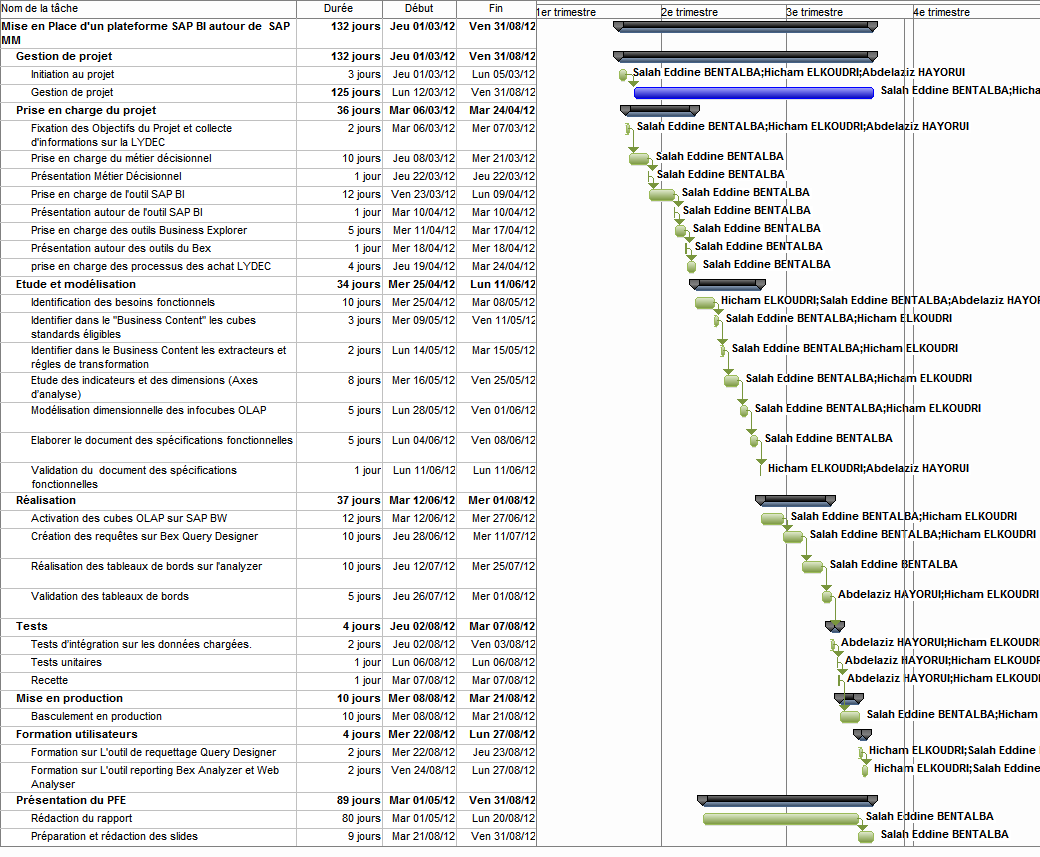 Nom de la tâche Durée Début Fin 1er trimestre 2e trimestre 3e trimestre 4e trimestre
Mise en Place d'un plateforme SAP BI autour de SAP MM 132 jours Jeu 01/03/12 Ven 31/08/12
Gestion de projet 132 jours Jeu 01/03/12 Ven 31/08/12
Initiation au projet 3 jours Jeu 01/03/12 Lun 05/03/12 Salah Eddine BENTALBA;Hicham ELKOUDRI;Abdelaziz HAYORUI
Gestion de projet 125 jours Lun 12/03/12 Ven 31/08/12 Salah Eddine BENTALBA;Hicha
Prise en charge du projet 36 jours Mar 06/03/12 Mar 24/04/12
Fixation des Objectifs du Projet et collecte d'informations sur la LYDEC 2 jours Mar 06/03/12 Mer 07/03/12 Salah Eddine BENTALBA;Hicham ELKOUDRI;Abdelaziz HAYORUI
Prise en charge du métier décisionnel 10 jours Jeu 08/03/12 Mer 21/03/12 Salah Eddine BENTALBA
Présentation Métier Décisionnel 1 jour Jeu 22/03/12 Jeu 22/03/12 Salah Eddine BENTALBA
Prise en charge de l'outil SAP BI 12 jours Ven 23/03/12 Lun 09/04/12 Salah Eddine BENTALBA
Présentation autour de l'outil SAP BI 1 jour Mar 10/04/12 Mar 10/04/12 Salah Eddine BENTALBA
Prise en charge des outils Business Explorer 5 jours Mer 11/04/12 Mar 17/04/12 Salah Eddine BENTALBA
Présentation autour des outils du Bex 1 jour Mer 18/04/12 Mer 18/04/12 Salah Eddine BENTALBA
prise en charge des processus des achat LYDEC 4 jours Jeu 19/04/12 Mar 24/04/12 Salah Eddine BENTALBA
Etude et modélisation 34 jours Mer 25/04/12 Lun 11/06/12
Identification des besoins fonctionnels 10 jours Mer 25/04/12 Mar 08/05/12 Hicham ELKOUDRI;Salah Eddine BENTALBA;Abdelaziz HAYOR
Identifier dans le "Business Content" les cubes standards éligibles 3 jours Mer 09/05/12 Ven 11/05/12 Salah Eddine BENTALBA;Hicham ELKOUDRI
Identifier dans le Business Content les extracteurs et régles de transformation 2 jours Lun 14/05/12 Mar 15/05/12 Salah Eddine BENTALBA;Hicham ELKOUDRI
Etude des indicateurs et des dimensions (Axes d'analyse) 8 jours Mer 16/05/12 Ven 25/05/12 Salah Eddine BENTALBA;Hicham ELKOUDRI
Modélisation dimensionnelle des infocubes OLAP 5 jours Lun 28/05/12 Ven 01/06/12 Salah Eddine BENTALBA;Hicham ELKOUDRI
Elaborer le document des spécifications fonctionnelles 5 jours Lun 04/06/12 Ven 08/06/12 Salah Eddine BENTALBA
Validation du document des spécifications fonctionnelles 1 jour Lun 11/06/12 Lun 11/06/12 Hicham ELKOUDRI;Abdelaziz HAYORUI
Réalisation 37 jours Mar 12/06/12 Mer 01/08/12
Activation des cubes OLAP sur SAP BW 12 jours Mar 12/06/12 Mer 27/06/12 Salah Eddine BENTALBA;Hicham ELKOUDRI
Création des requêtes sur Bex Query Designer 10 jours Jeu 28/06/12 Mer 11/07/12 Salah Eddine BENTALBA;Hicham ELKOUDRI
Réalisation des tableaux de bords sur l'analyzer 10 jours Jeu 12/07/12 Mer 25/07/12 Salah Eddine BENTALBA
Validation des tableaux de bords 5 jours Jeu 26/07/12 Mer 01/08/12 Abdelaziz HAYORUI;Hicham ELKOUDRI
Tests 4 jours Jeu 02/08/12 Mar 07/08/12
Tests d'intégration sur les données chargées. 2 jours Jeu 02/08/12 Ven 03/08/12 Abdelaziz HAYORUI;Hicham ELKOUDR
Tests unitaires 1 jour Lun 06/08/12 Lun 06/08/12 Abdelaziz HAYORUI;Hicham ELKOUDR
Recette 1 jour Mar 07/08/12 Mar 07/08/12 Abdelaziz HAYORUI;Hicham ELKOUD
Mise en production 10 jours Mer 08/08/12 Mar 21/08/12
Basculement en production 10 jours Mer 08/08/12 Mar 21/08/12 Salah Eddine BENTALBA;Hicham
Formation utilisateurs 4 jours Mer 22/08/12 Lun 27/08/12
Formation sur L'outil de requettage Query Designer 2 jours Mer 22/08/12 Jeu 23/08/12 Hicham ELKOUDRI;Salah Eddine
Formation sur L'outil reporting Bex Analyzer et Web Analyser 2 jours Ven 24/08/12 Lun 27/08/12 Hicham ELKOUDRI;Salah Eddine
Présentation du PFE 89 jours Mar 01/05/12 Ven 31/08/12
Rédaction du rapport 80 jours Mar 01/05/12 Lun 20/08/12 Salah Eddine BENTALBA
Préparation et rédaction des slides 9 jours Mar 21/08/12 Ven 31/08/12 Salah Eddine BENTALBA